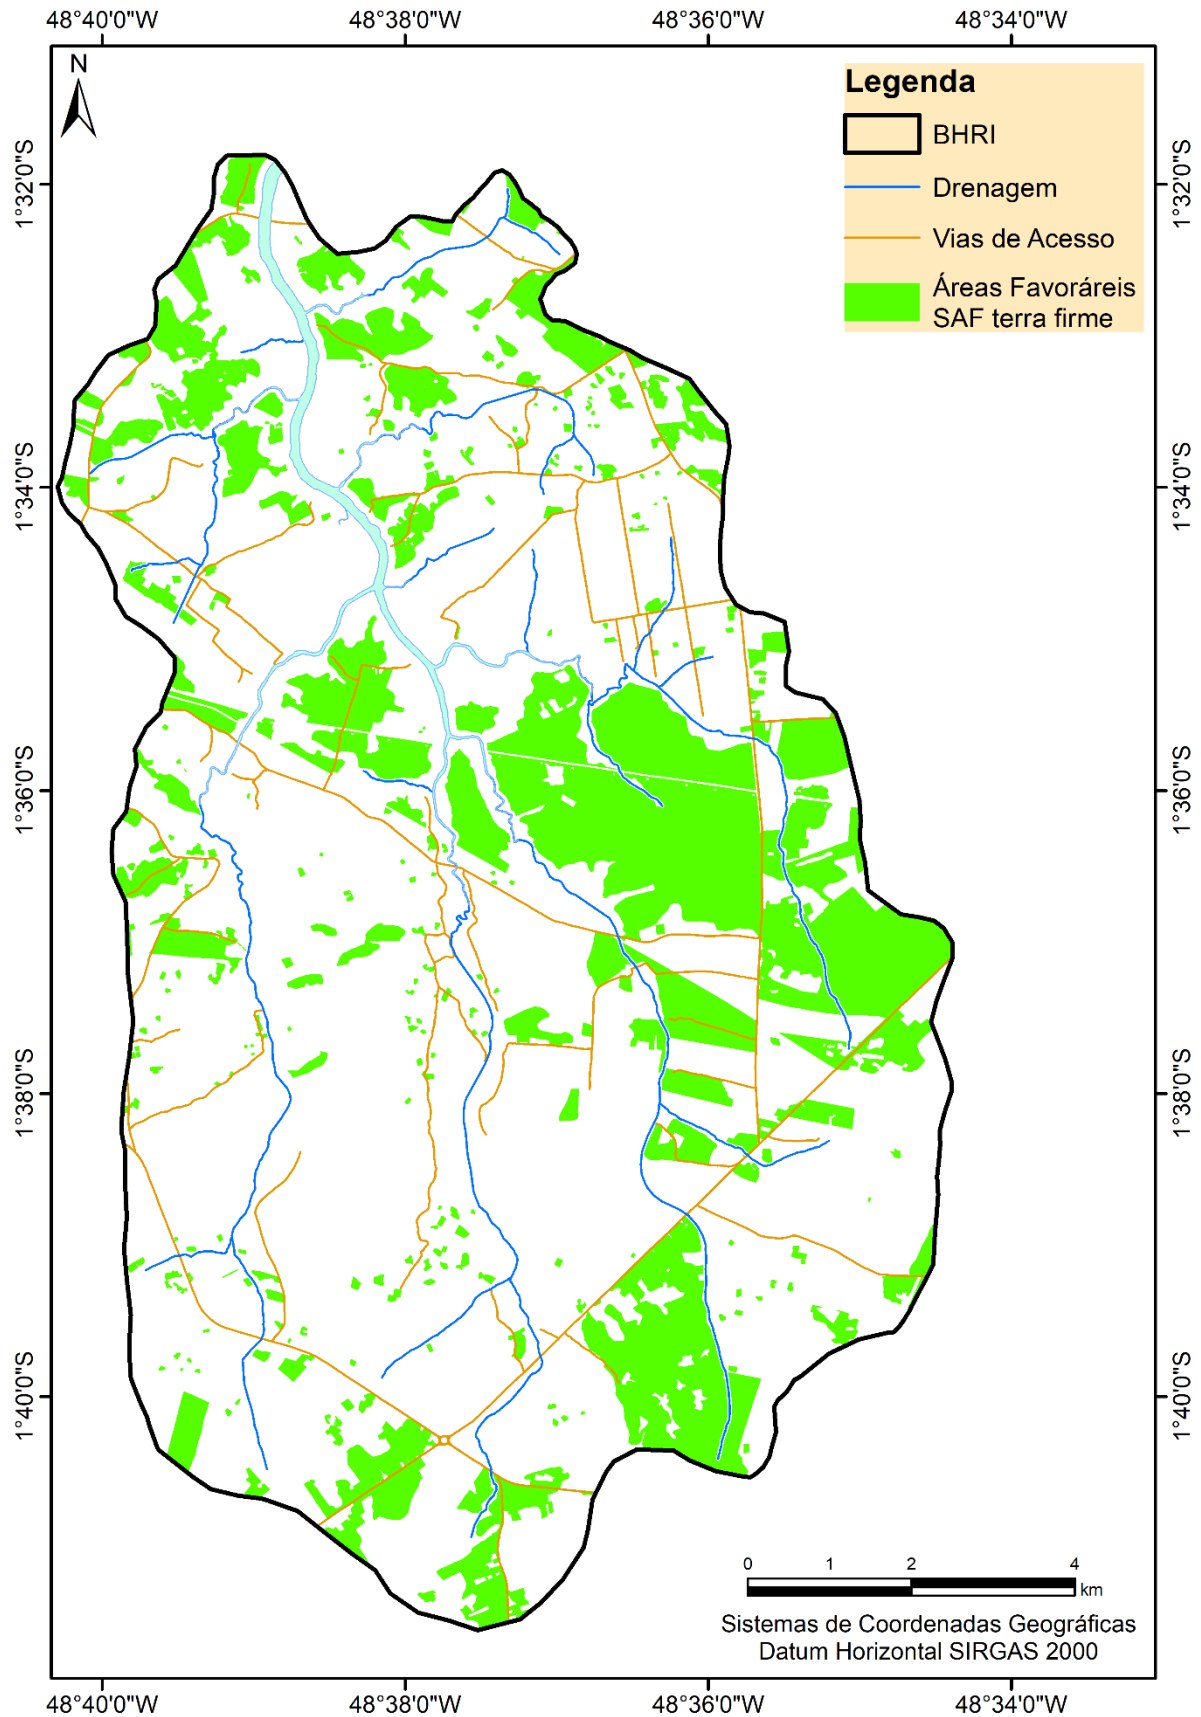 48°40'0"W 48°38'0"W 48°36'0"W 48°34'0"W
N
Legenda
BHRI
Drenagem
Vias de Acesso
Áreas Favoráreis
SAF terra firme
1°32'0"S 1°32'0"S
1°34'0"S 1°34'0"S
1°36'0"S 1°36'0"S
1°38'0"S 1°38'0"S
1°40'0"S 1°40'0"S
0 1 2 4
km
Sistemas de Coordenadas Geográficas
Datum Horizontal SIRGAS 2000
48°40'0"W 48°38'0"W 48°36'0"W 48°34'0"W